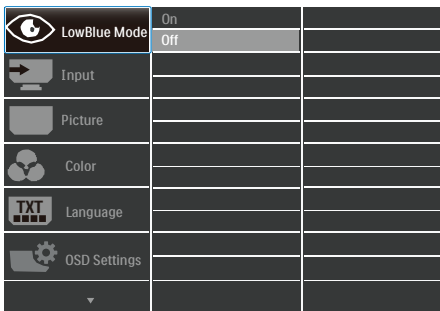 LowBlue Mode
On
Off
Input
Picture
Color
TXT
Language
OSD Settings